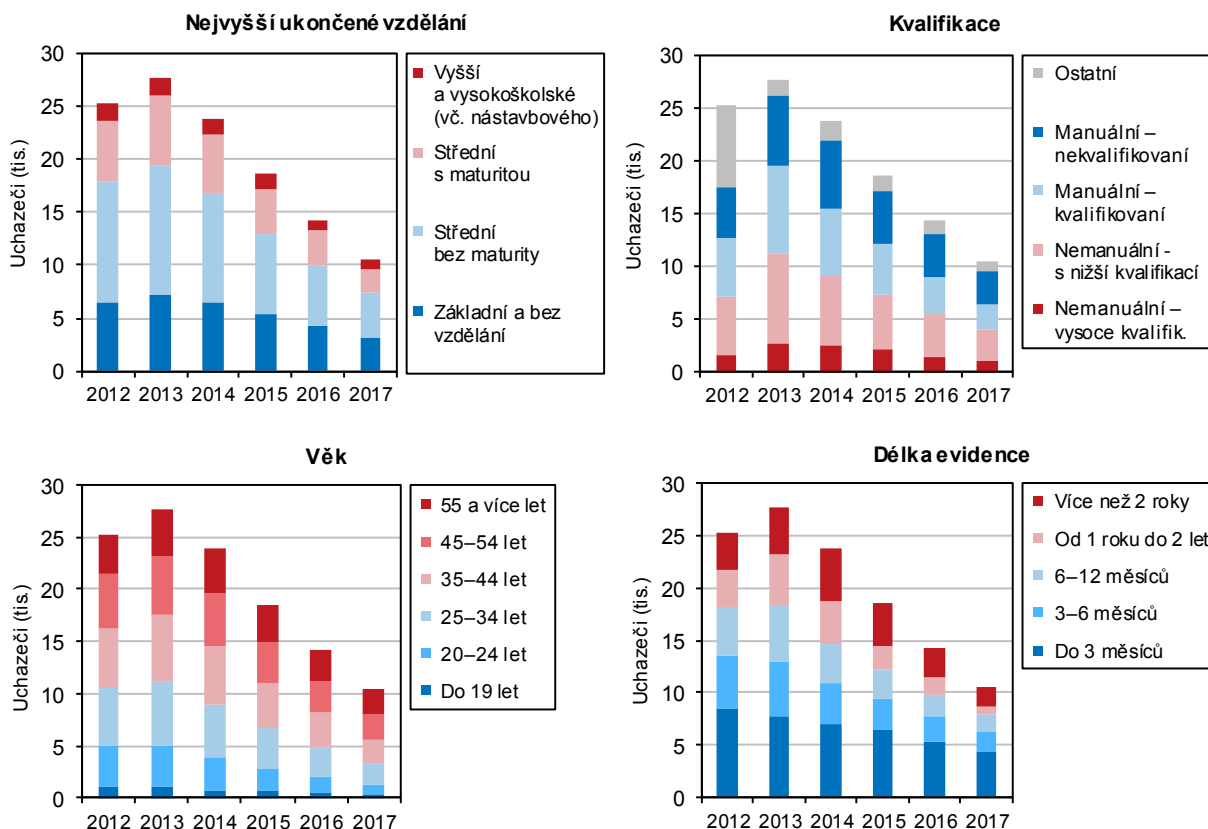 Nejvyšší ukončené vzdělání
Uchazeči (tis.)
30
25
20
15
10
5
0
2012 2013 2014 2015 2016 2017
Vyšší
a vysokoškolské
(vč. nástavbového)
Střední
s maturitou
Střední
bez maturity
Základní a bez
vzdělání
Kvalifikace
Uchazeči (tis.)
30
25
20
15
10
5
0
2012 2013 2014 2015 2016 2017
Ostatní
Manuální –
nekvalifikovaní
Manuální –
kvalifikovaní
Nemanuální -
s nižší kvalifikací
Nemanuální –
vysoce kvalifik.
Věk
Uchazeči (tis.)
30
25
20
15
10
5
0
2012 2013 2014 2015 2016 2017
55 a více let
45–54 let
35–44 let
25–34 let
20–24 let
Do 19 let
Délka evidence
Uchazeči (tis.)
30
25
20
15
10
5
0
2012 2013 2014 2015 2016 2017
Více než 2 roky
Od 1 roku do 2 let
6–12 měsíců
3–6 měsíců
Do 3 měsíců